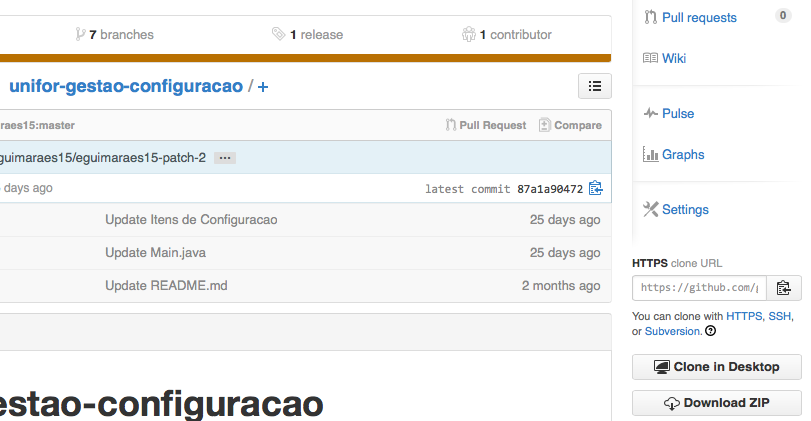 7 branches
1 release
1 contributor
unifor-gestao-configuracao / +
raes15:master
Pull Request
Compare
guimaraes15/eguimaraes15-patch-2 ...
days ago
latest commit 87a1a90472
Update Itens de Configuracao 25 days ago
Update Main.java 25 days ago
Update README.md 2 months ago
estao-configuracao
Pull requests 0
Wiki
Pulse
Graphs
Settings
HTTPS clone URL
https://github.com/p
You can clone with HTTPS, SSH,
or Subversion. ?
Clone in Desktop
Download ZIP